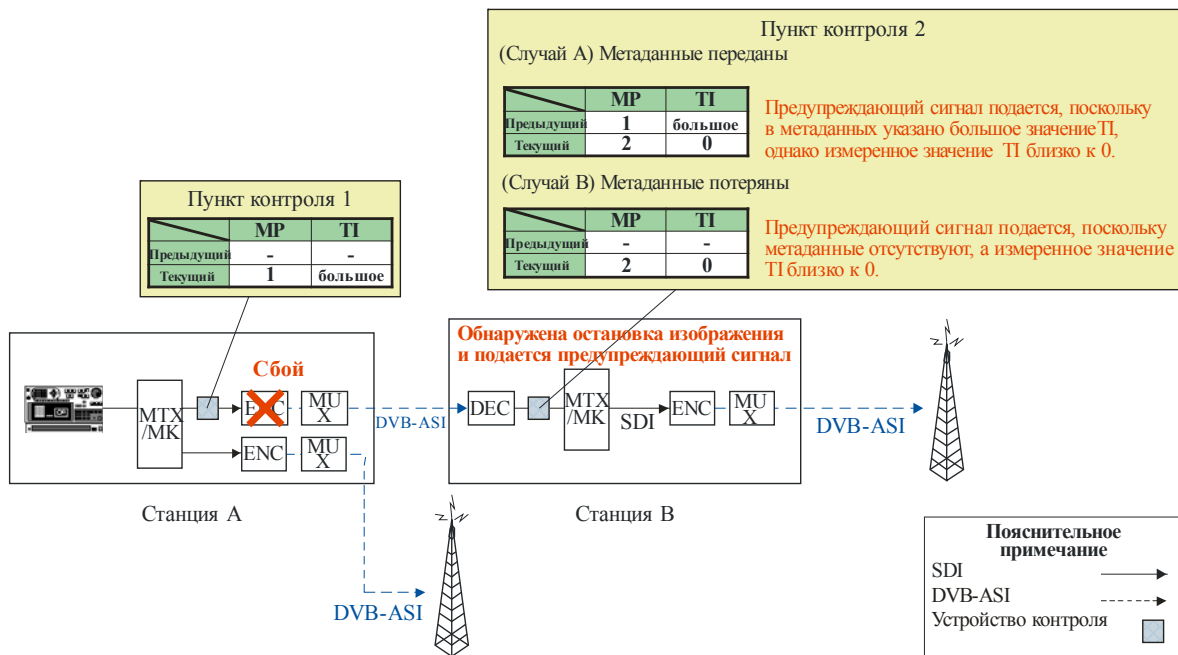 Пункт контроля 2
(Случай А) Метаданные переданы
MP TI
Предыдущий 1 большое
Текущий 2 0
Предупреждающий сигнал подается, поскольку
в метаданных указано большое значение TI,
однако измеренное значение TI близко к 0.
(Случай В) Метаданные потеряны
MP TI
Предыдущий - -
Текущий 2 0
Предупреждающий сигнал подается, поскольку
метаданные отсутствуют, а измеренное значение
TI близко к 0.
Пункт контроля 1
MP TI
Предыдущий - -
Текущий 1 большое
Сбой
MTX
/MK
ENC
MU
X
ENC
MU
X
DVB-ASI
Станция А
DVB-ASI
Обнаружена остановка изображения
и подается предупреждающий сигнал
DEC
MTX
/MK
SDI
ENC
MU
X
DVB-ASI
Станция В
Пояснительное
примечание
SDI
DVB-ASI
Устройство контроля